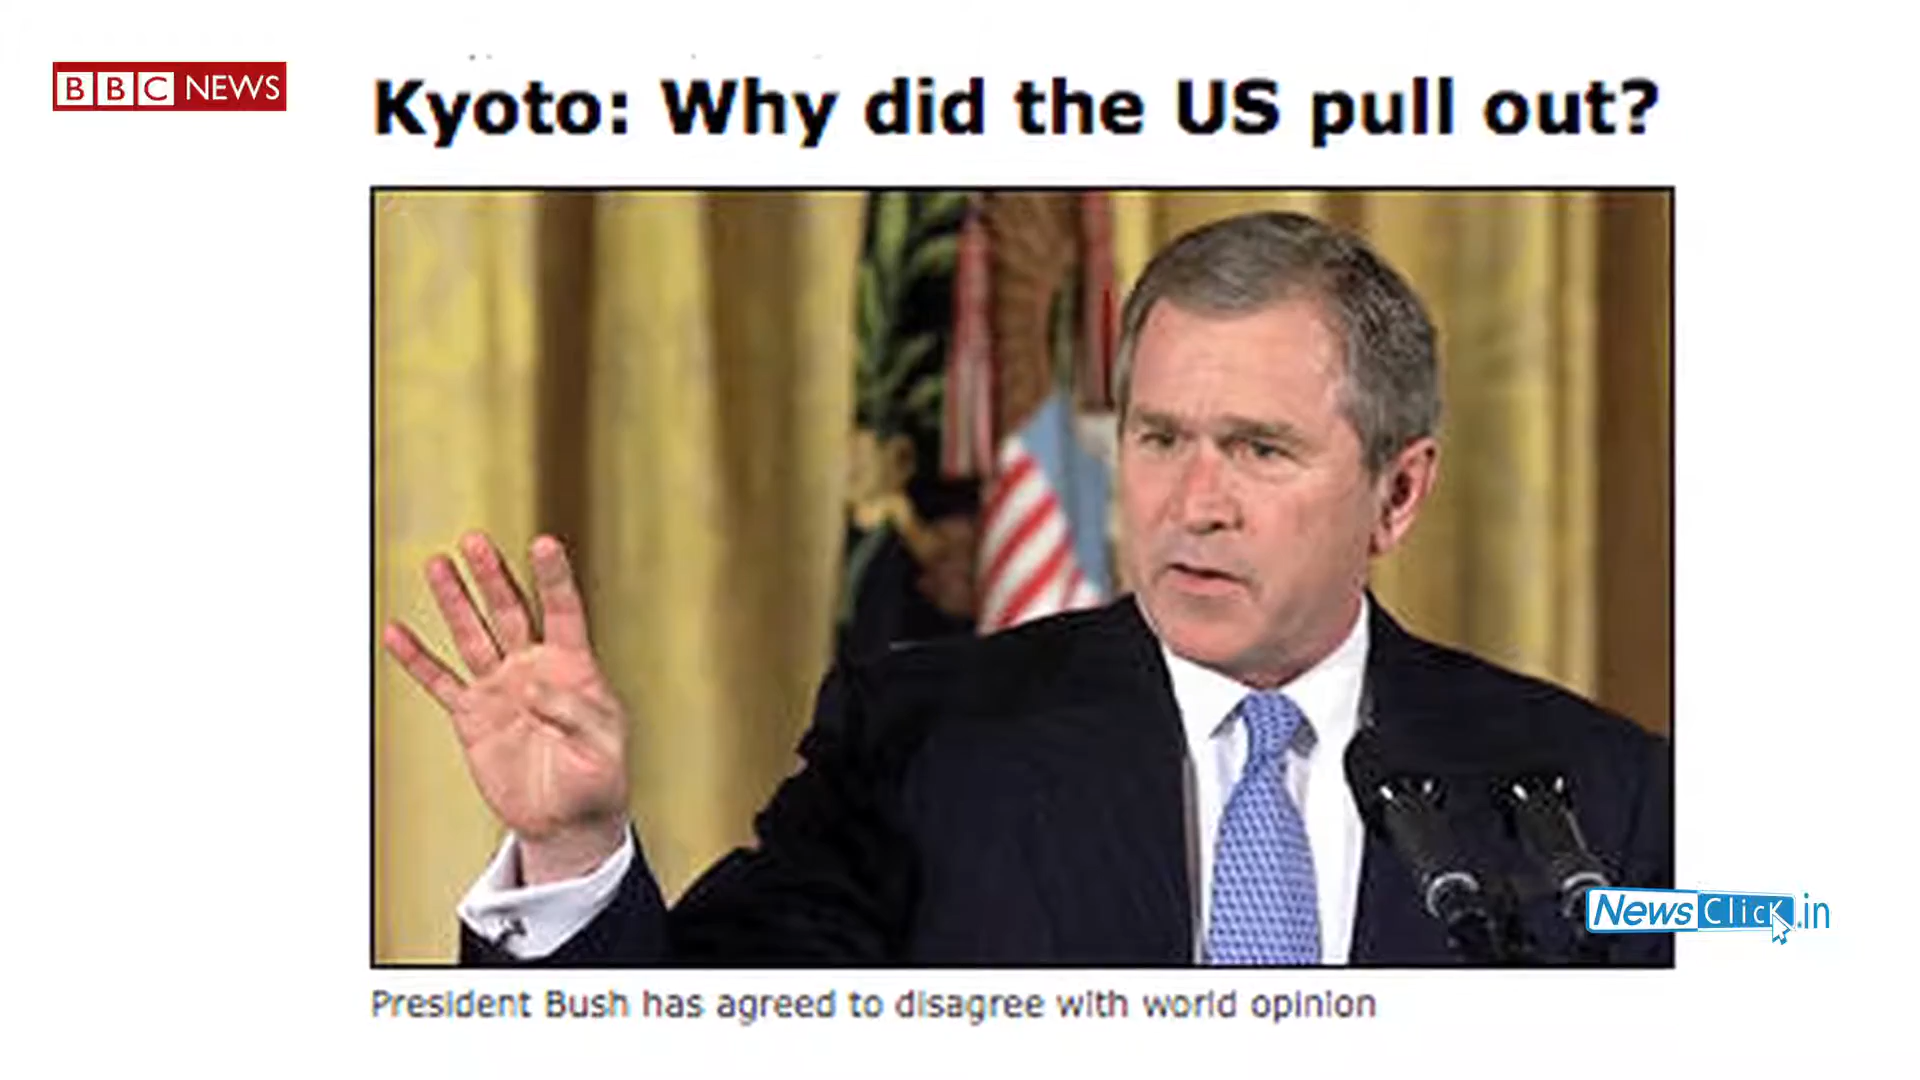 BBC NEWS
Kyoto: Why did the US pull out?
NewsClick.in
President Bush has agreed to disagree with world opinion